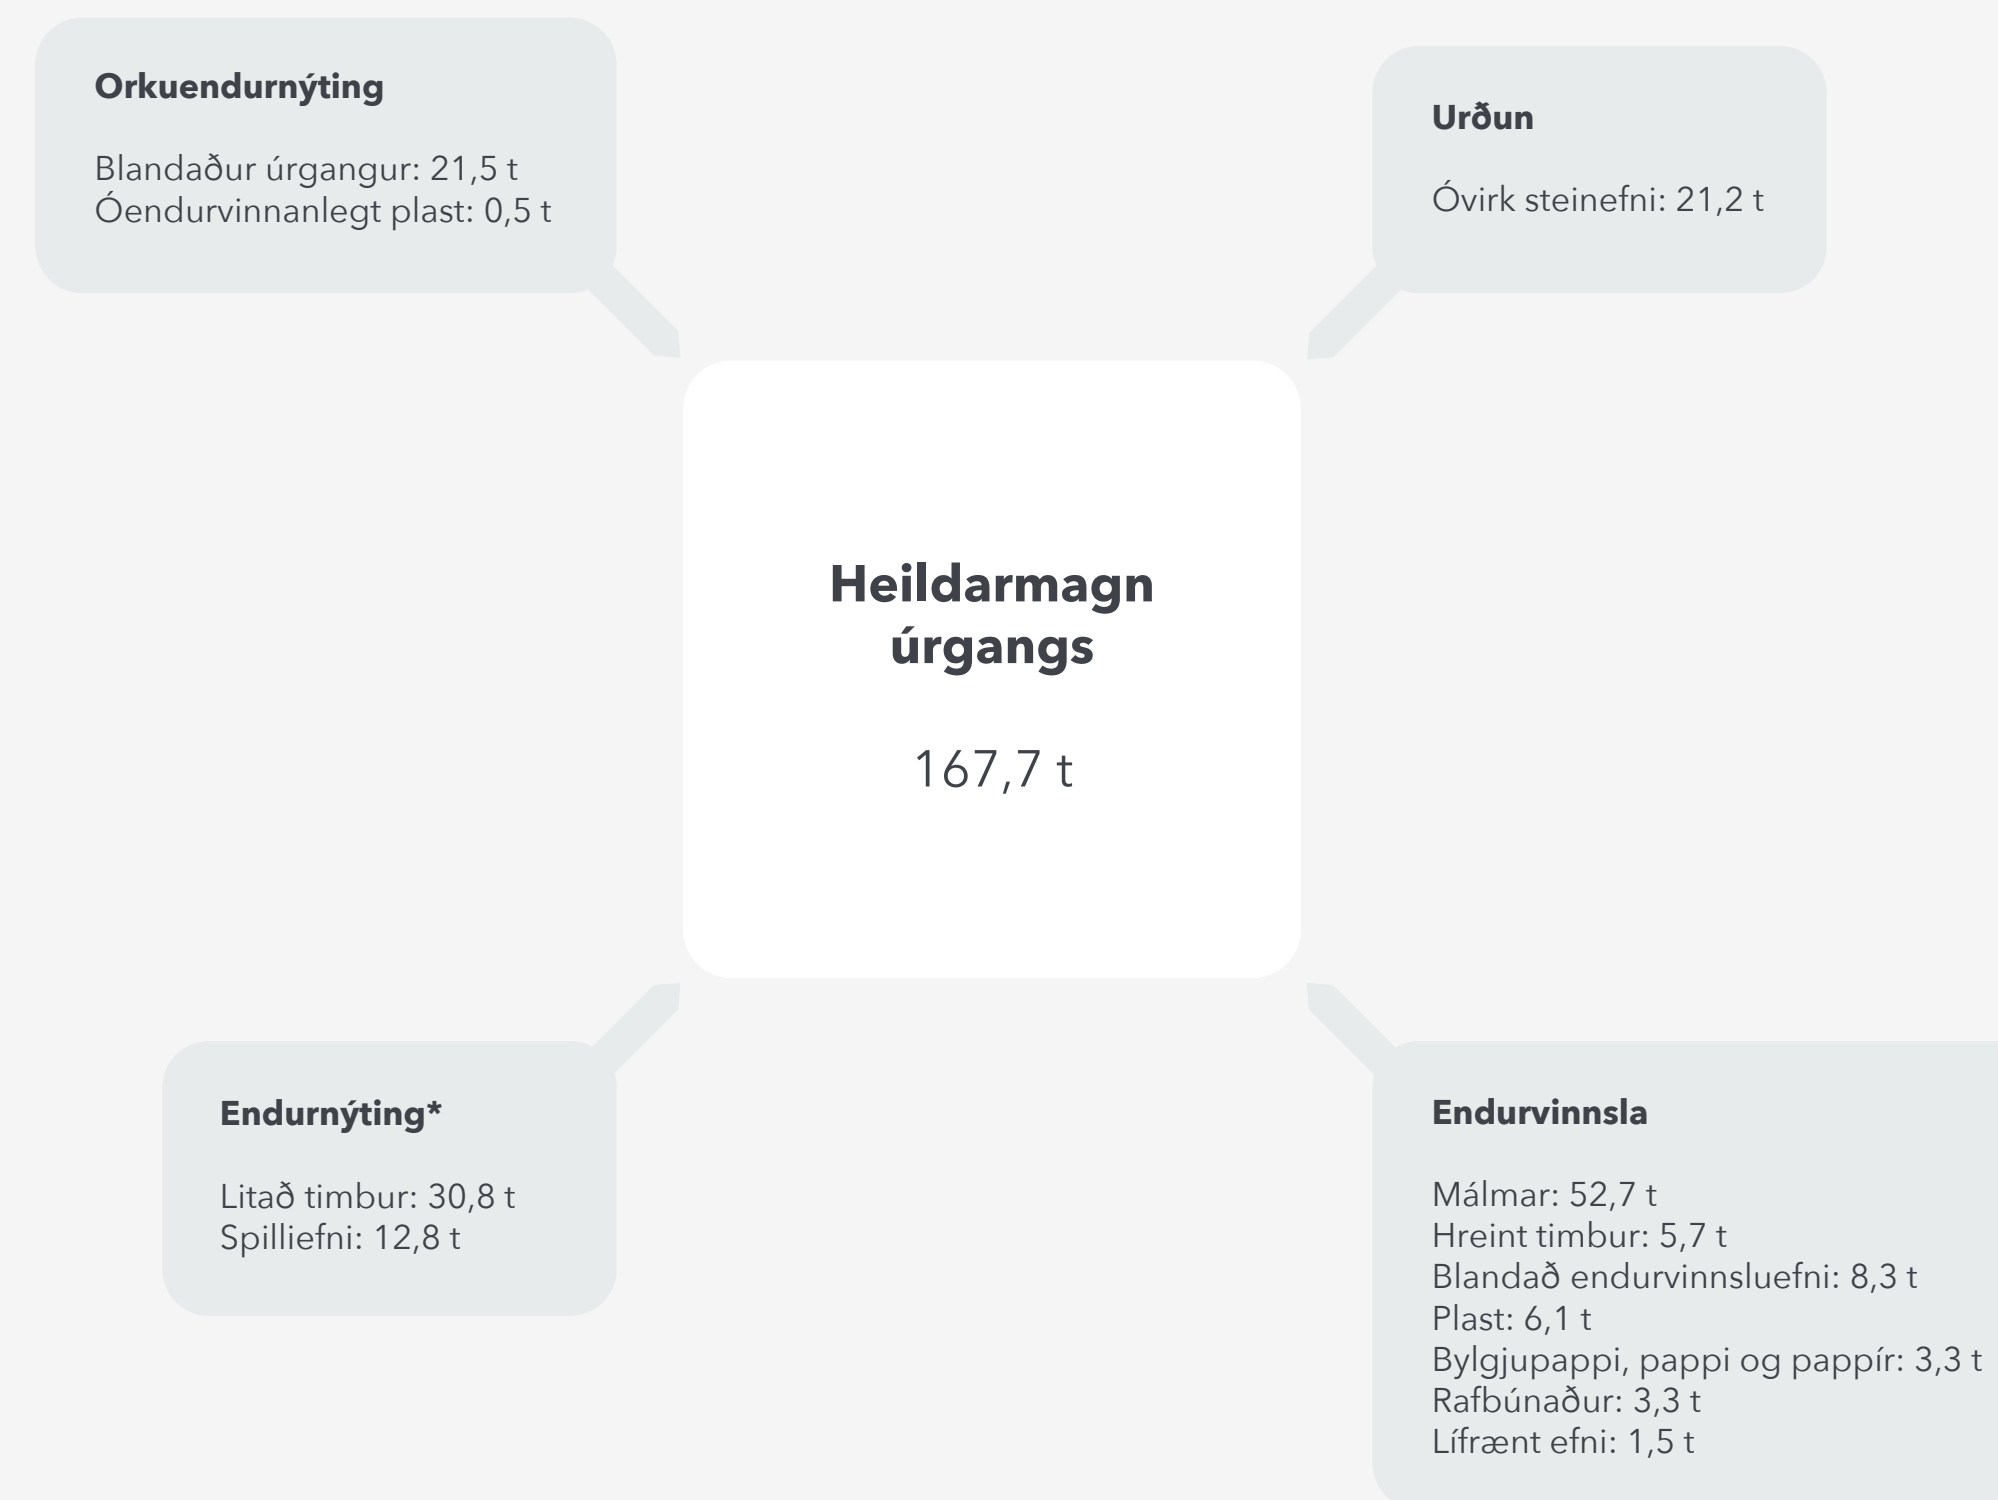 Orkuendurnýting
Blandaður úrgangur: 21,5 t
Óendurvinnanlegt plast: 0,5 t
Urðun
Óvirk steinefni: 21,2 t
Heildarmagn
úrgangs
167,7 t
Endurnýting*
Litað timbur: 30,8 t
Spilliefni: 12,8 t
Endurvinnsla
Málmar: 52,7 t
Hreint timbur: 5,7 t
Blandað endurvinnsluefni: 8,3 t
Plast: 6,1 t
Bylgjupappi, pappi og pappír: 3,3 t
Rafbúnaður: 3,3 t
Lífrænt efni: 1,5 t